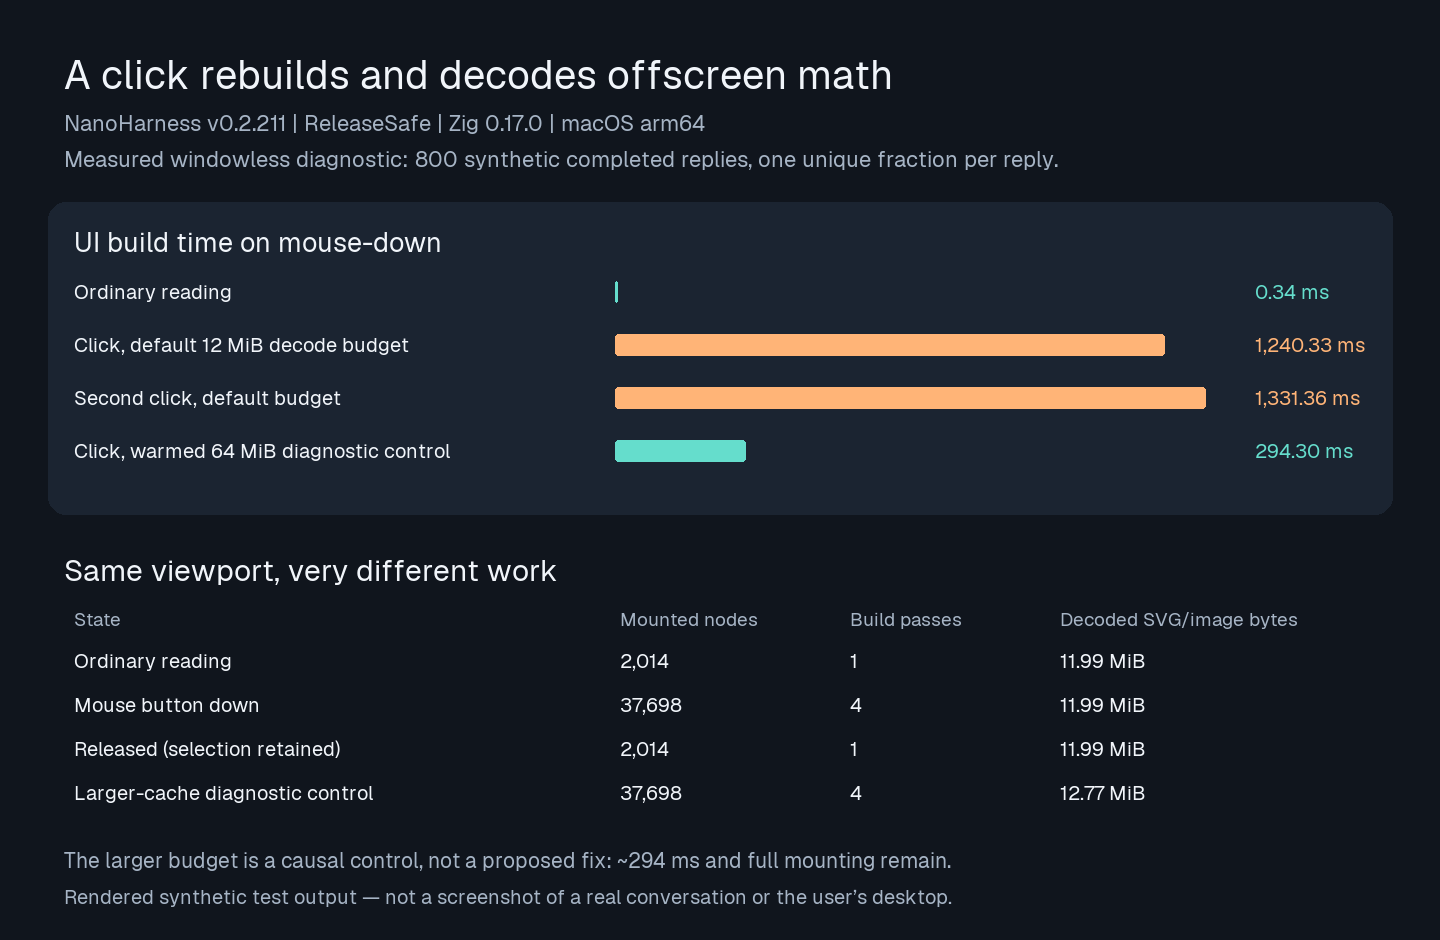 A click rebuilds and decodes offscreen math
NanoHarness v0.2.211 | ReleaseSafe | Zig 0.17.0 | macOS arm64
Measured windowless diagnostic: 800 synthetic completed replies, one unique fraction per reply.
UI build time on mouse-down
Ordinary reading 0.34 ms
Click, default 12 MiB decode budget 1,240.33 ms
Second click, default budget 1,331.36 ms
Click, warmed 64 MiB diagnostic control 294.30 ms
Same viewport, very different work
State Mounted nodes Build passes Decoded SVG/image bytes
Ordinary reading 2,014 1 11.99 MiB
Mouse button down 37,698 4 11.99 MiB
Released (selection retained) 2,014 1 11.99 MiB
Larger-cache diagnostic control 37,698 4 12.77 MiB
The larger budget is a causal control, not a proposed fix: ~294 ms and full mounting remain.
Rendered synthetic test output — not a screenshot of a real conversation or the user’s desktop.